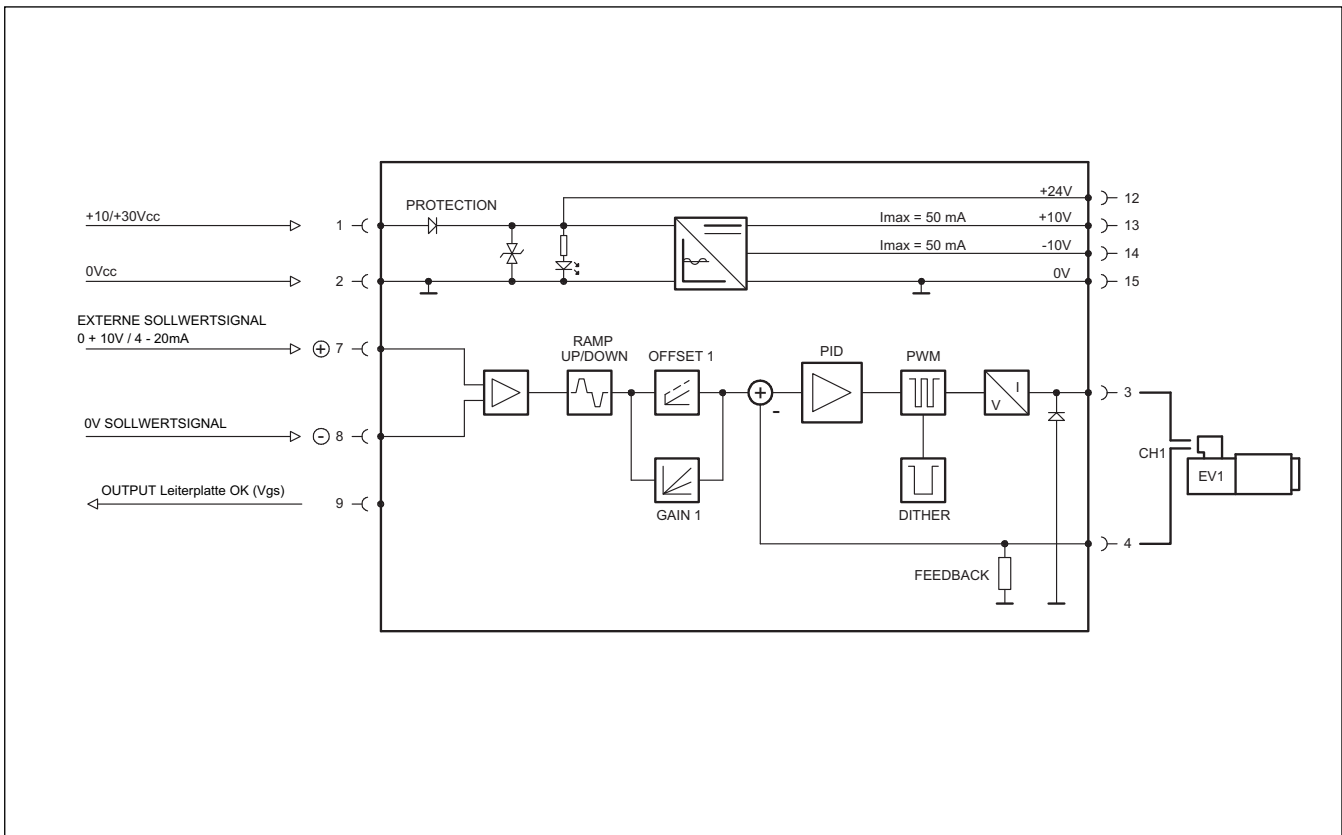 +24V
12
PROTECTION
+10/+30Vcc
1
Imax = 50 mA
+10V
13
Imax = 50 mA
-10V
14
0Vcc
2
0V
15
EXTERNE SOLLWERTSIGNAL
0 + 10V / 4 - 20mA
+ 7
RAMP
UP/DOWN
OFFSET 1
PID
PWM
+
-
I
V
3
0V SOLLWERTSIGNAL
- 8
CH1
EV1
OUTPUT Leiterplatte OK (Vgs)
9
GAIN 1
DITHER
4
FEEDBACK